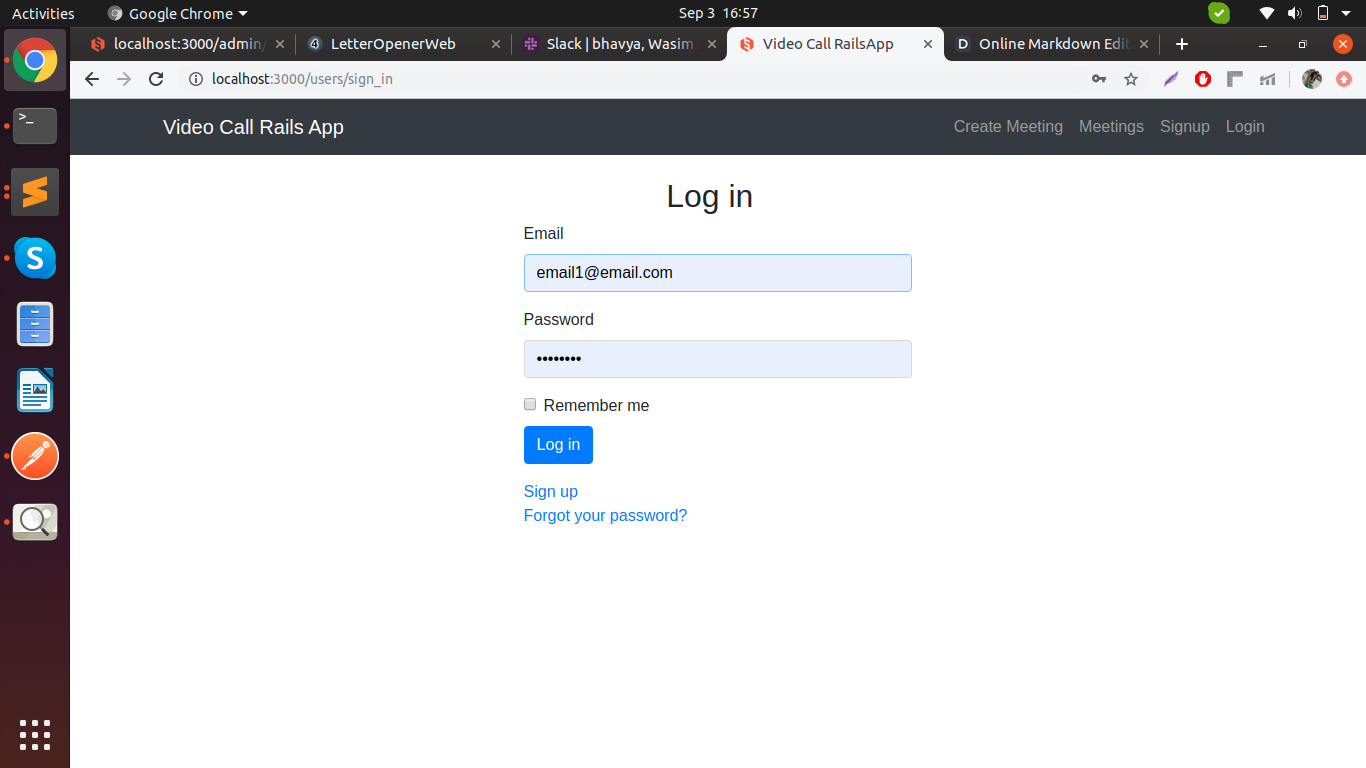 Activities Google Chrome Sep 3 16:57
localhost:3000/admin/ LetterOpenerWeb Slack | bhavya, Wasim Video Call RailsApp Online Markdown Edit
localhost:3000/users/sign_in
Video Call Rails App Create Meeting Meetings Signup Login
Log in
Email
email1@email.com
Password
••••••••
Remember me
Log in
Sign up
Forgot your password?